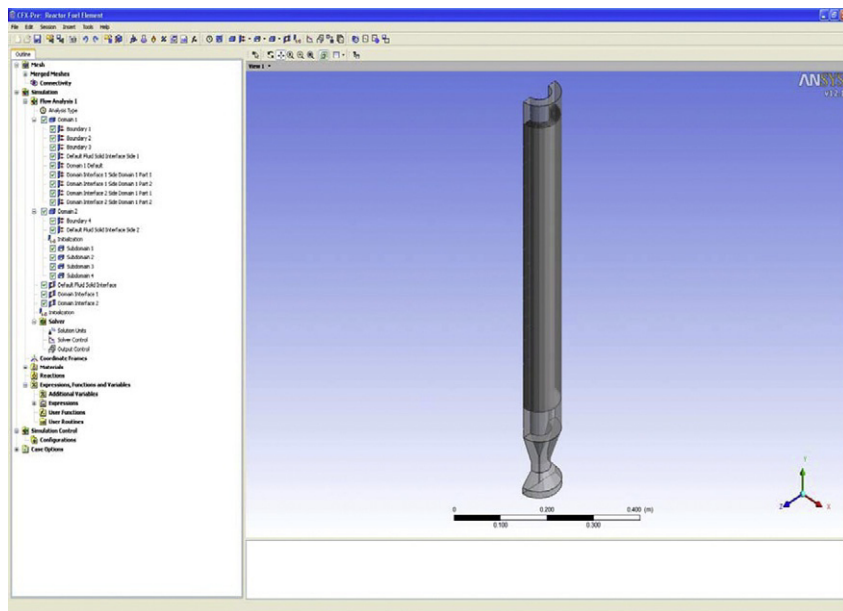 CFX-Pre: Reactor Fuel Element
File Edit Session Insert Tools Help
Outline
View 1
Mesh
Merged Meshes
Connectivity
Simulation
Flow Analysis 1
Analysis Type
Domain 1
Boundary 1
Boundary 2
Boundary 3
Default Fluid Solid Interface Side 1
Domain 1 Default
Domain Interface 1 Side Domain 1 Part 1
Domain Interface 1 Side Domain 1 Part 2
Domain Interface 2 Side Domain 1 Part 1
Domain Interface 2 Side Domain 1 Part 2
Domain 2
Boundary 4
Default Fluid Solid Interface Side 2
Initialization
Subdomain 1
Subdomain 2
Subdomain 3
Subdomain 4
Default Fluid Solid Interface
Domain Interface 1
Domain Interface 2
Initialization
Solver
Solution Units
Solver Control
Output Control
Coordinate Frames
Materials
Reactions
Expressions, Functions and Variables
Additional Variables
Expressions
User Functions
User Routines
Simulation Control
Configurations
Case Options
ANSYS
0 0.200 0.400 (m)
0.100 0.300
Y
Z X